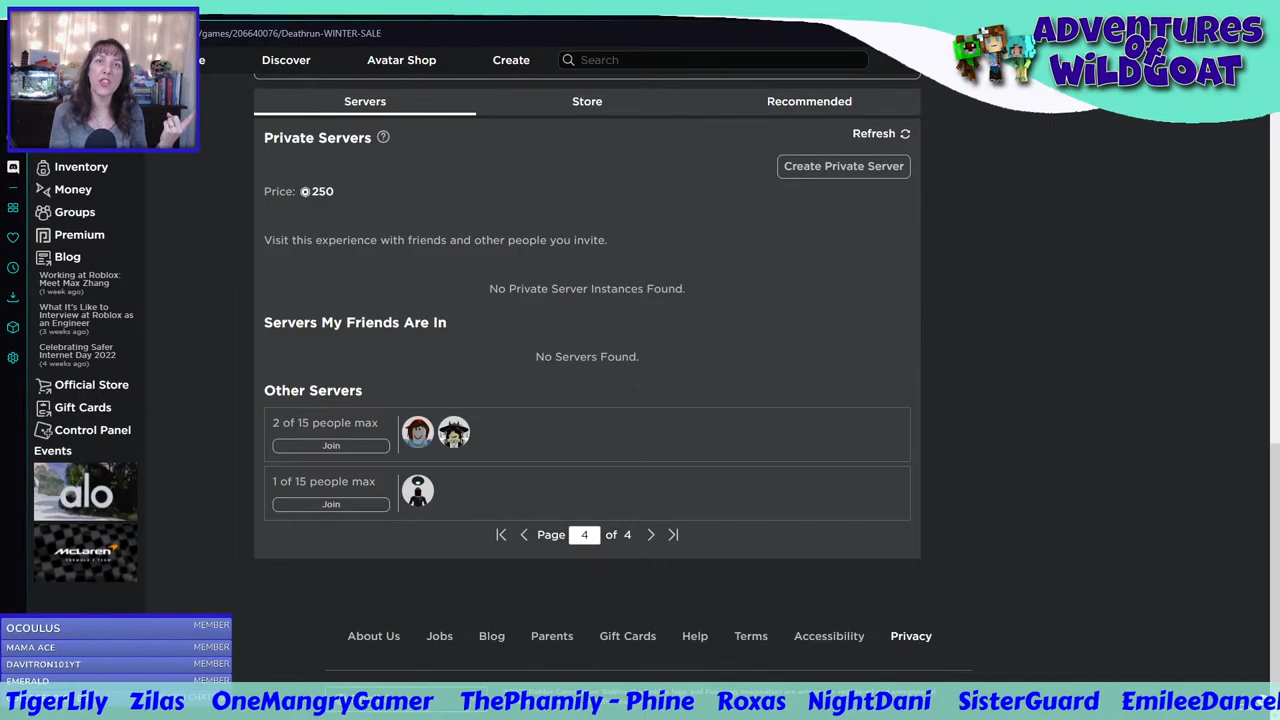 /games/206640076/Deathrun-WINTER-SALE
Discover
Avatar Shop
Create
Search
ADVENTURES
OF
WILDGOAT
Servers
Store
Recommended
Private Servers
Refresh
Create Private Server
Price: 250
Visit this experience with friends and other people you invite.
No Private Server Instances Found.
Servers My Friends Are In
No Servers Found.
Other Servers
2 of 15 people max
Join
1 of 15 people max
Join
Page 4 of 4
Inventory
Money
Groups
Premium
Blog
Working at Roblox:
Meet Max Zhang
(1 week ago)
What It's Like to
Interview at Roblox as
an Engineer
(3 weeks ago)
Celebrating Safer
Internet Day 2022
(4 weeks ago)
Official Store
Gift Cards
Control Panel
Events
alo
McLaren
About Us
Jobs
Blog
Parents
Gift Cards
Help
Terms
Accessibility
Privacy
OCOULUS MEMBER
MAMA ACE MEMBER
DAVITRON101YT MEMBER
EMERALD MEMBER
TigerLily Zilas OneMangryGamer ThePhamily - Phine Roxas NightDani SisterGuard EmileeDance